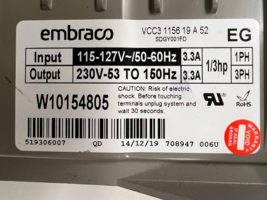 embraco
VCC3 1156 19 A 52
SDGY001FD
EG
Input 115-127V~/50-60Hz 3.3A 1/3hp 1PH
Output 230V-53 TO 150Hz 3.3A 3PH
W10154805
CAUTION: Risk of electric
shock. Before touching
terminals unplug system and
wait 30 seconds.
RoHS
VOID
519306007 QD 14/12/19 708947 006U